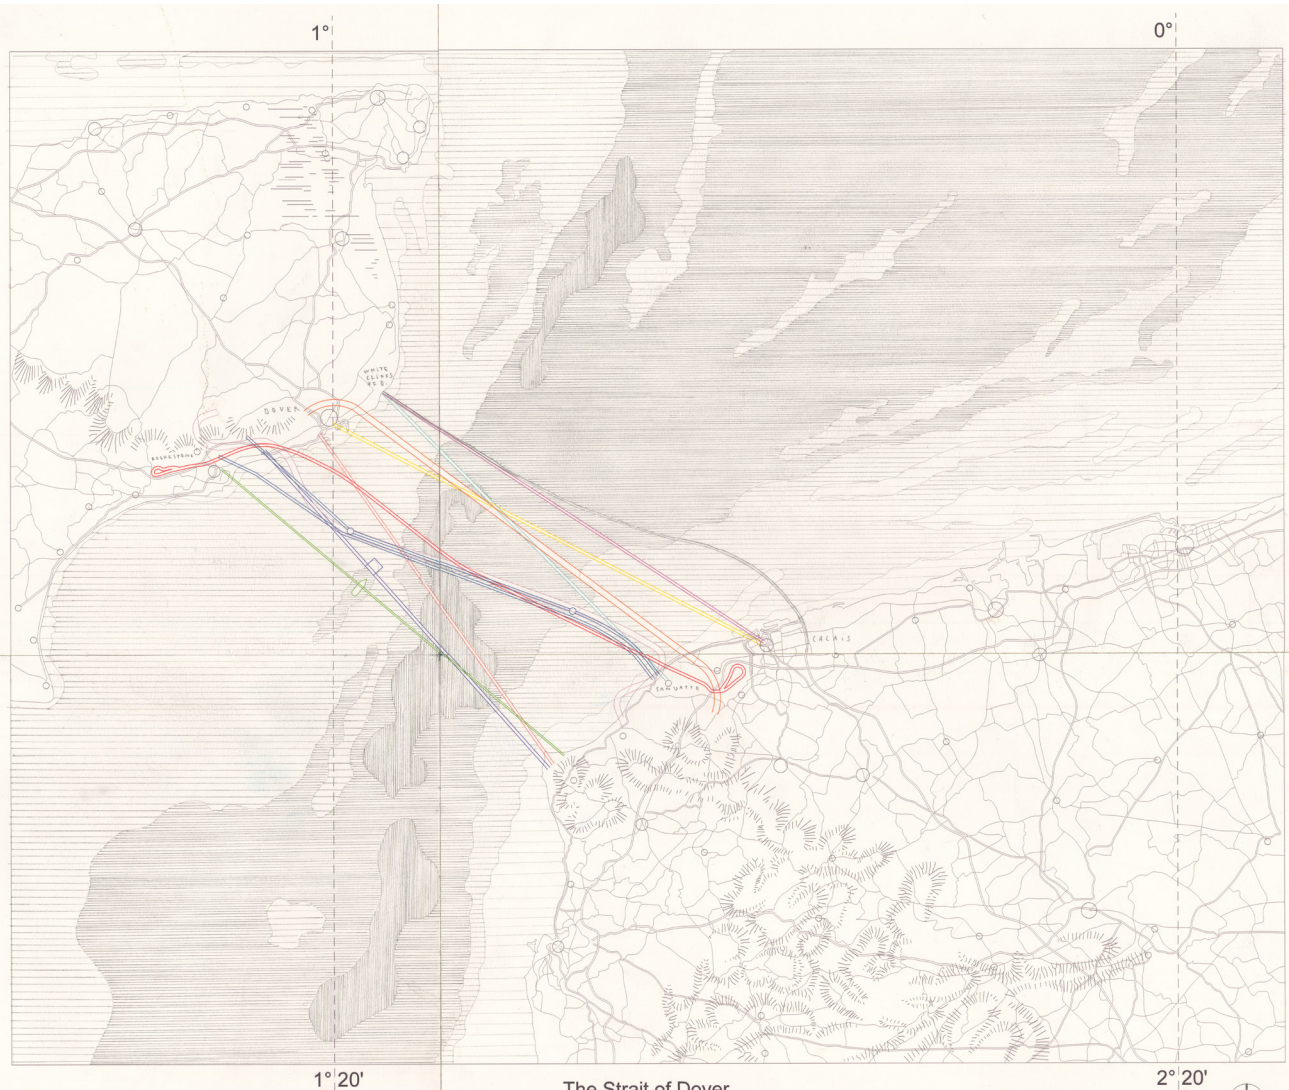 1°
0°
WHITE
CLIFFS
DOVER
FOLKESTONE
CALAIS
SANGATTE
1° 20'
2° 20'
The Strait of Dover